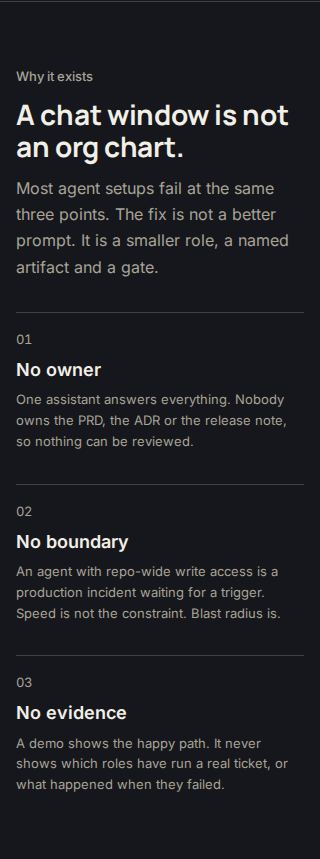 Why it exists
A chat window is not
an org chart.
Most agent setups fail at the same
three points. The fix is not a better
prompt. It is a smaller role, a named
artifact and a gate.
01
No owner
One assistant answers everything. Nobody
owns the PRD, the ADR or the release note,
so nothing can be reviewed.
02
No boundary
An agent with repo-wide write access is a
production incident waiting for a trigger.
Speed is not the constraint. Blast radius is.
03
No evidence
A demo shows the happy path. It never
shows which roles have run a real ticket, or
what happened when they failed.